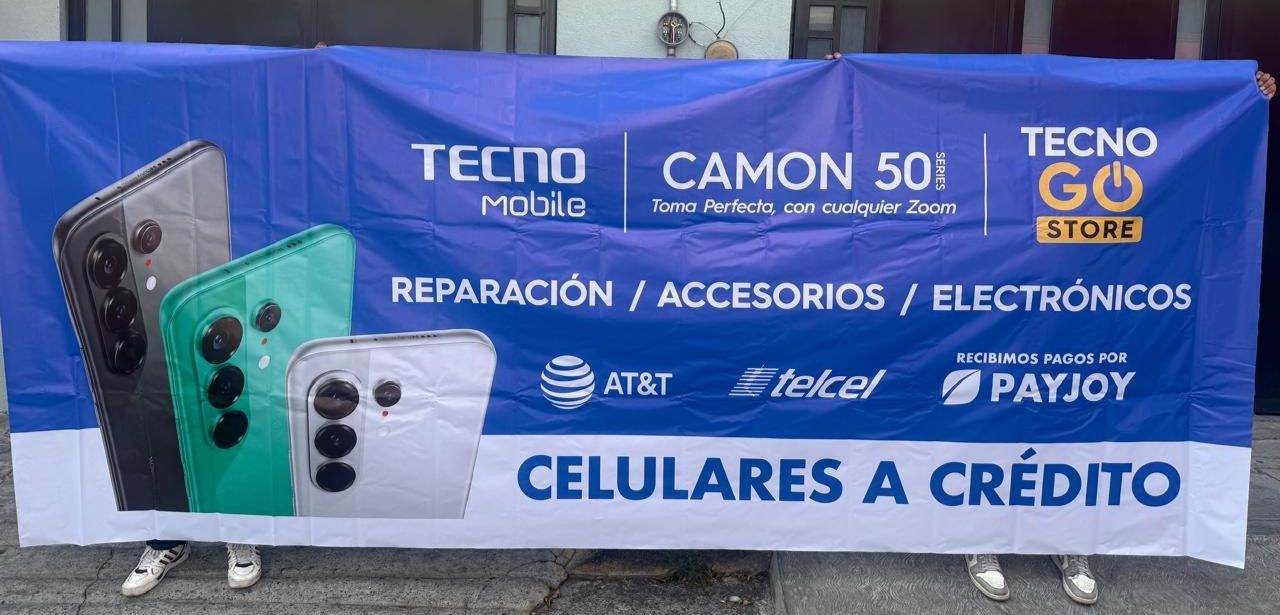 TECNO
mobile
CAMON 50 SERIES
Toma Perfecta, con cualquier Zoom
TECNO
GO
STORE
REPARACIÓN / ACCESORIOS / ELECTRÓNICOS
AT&T
telcel
RECIBIMOS PAGOS POR
PAYJOY
CELULARES A CRÉDITO